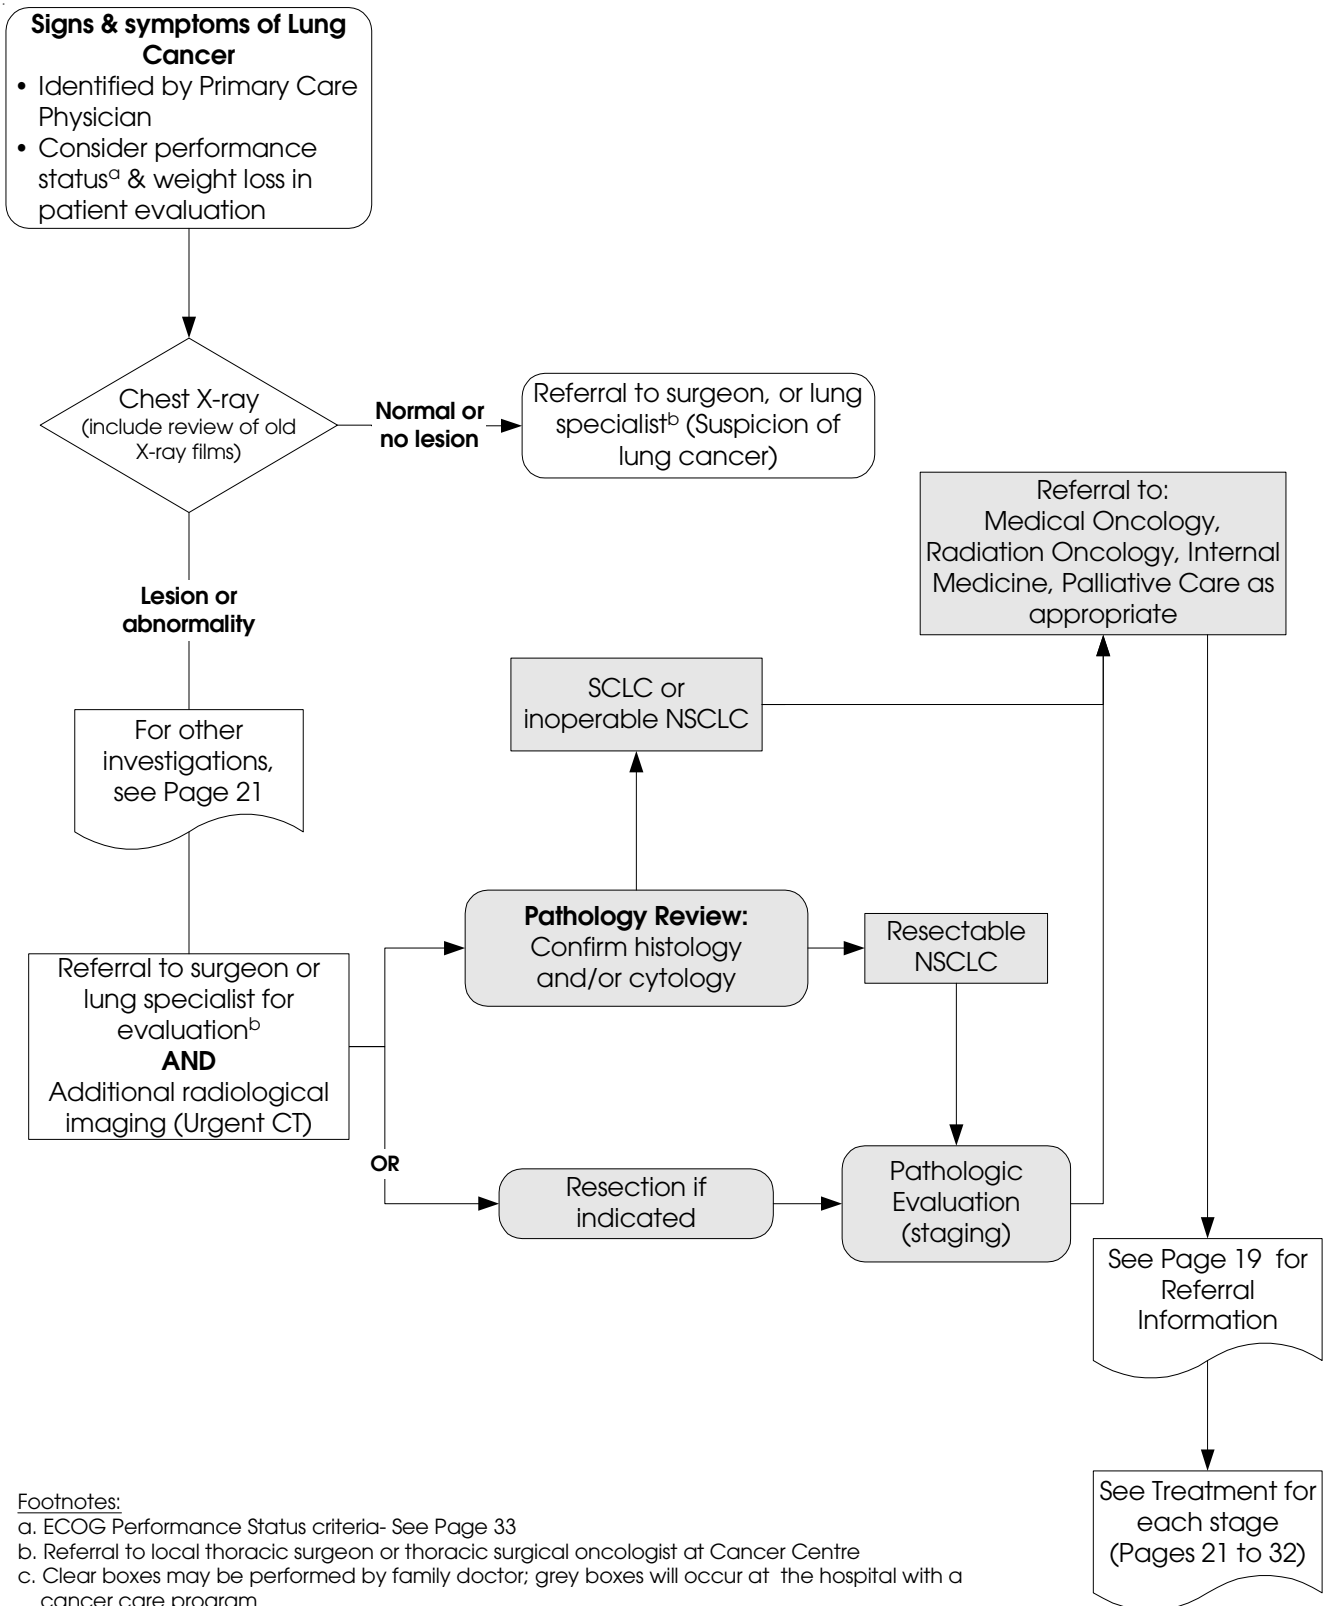 Signs & symptoms of Lung
Cancer
• Identified by Primary Care
Physician
• Consider performance
statusᵃ & weight loss in
patient evaluation
Chest X-ray
(include review of old
X-ray films)
Normal or
no lesion
Referral to surgeon, or lung
specialistᵇ (Suspicion of
lung cancer)
Lesion or
abnormality
For other
investigations,
see Page 21
Referral to surgeon or
lung specialist for
evaluationᵇ
AND
Additional radiological
imaging (Urgent CT)
OR
Pathology Review:
Confirm histology
and/or cytology
SCLC or
inoperable NSCLC
Resectable
NSCLC
Resection if
indicated
Pathologic
Evaluation
(staging)
Referral to:
Medical Oncology,
Radiation Oncology, Internal
Medicine, Palliative Care as
appropriate
See Page 19 for
Referral
Information
See Treatment for
each stage
(Pages 21 to 32)
Footnotes:
a. ECOG Performance Status criteria- See Page 33
b. Referral to local thoracic surgeon or thoracic surgical oncologist at Cancer Centre
c. Clear boxes may be performed by family doctor; grey boxes will occur at the hospital with a
cancer care program